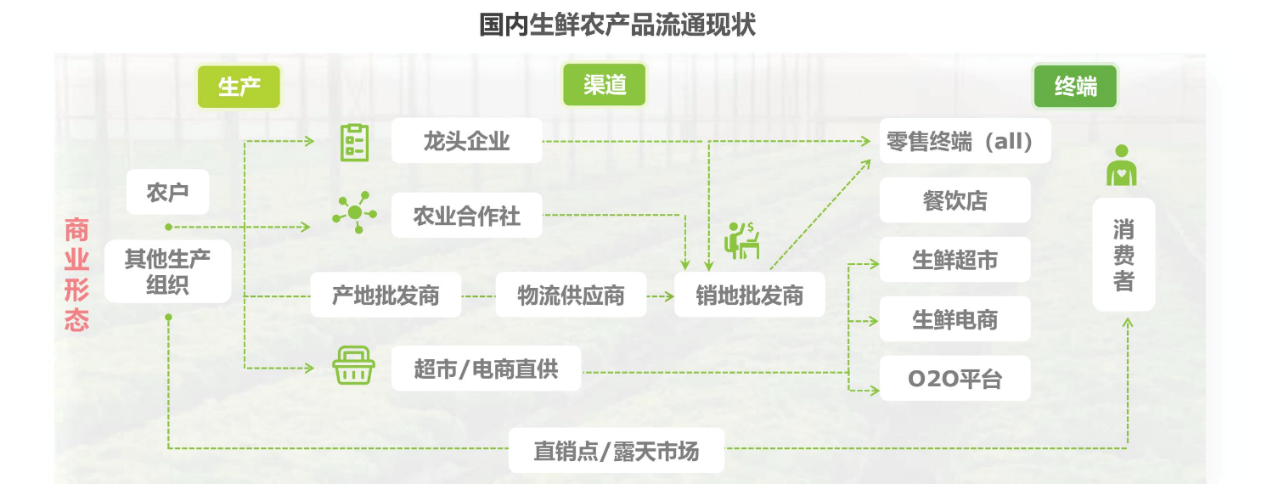 国内生鲜农产品流通现状
生产
渠道
终端
商业形态
农户
其他生产
组织
龙头企业
农业合作社
产地批发商
物流供应商
销地批发商
超市/电商直供
直销点/露天市场
零售终端（all）
餐饮店
生鲜超市
生鲜电商
O2O平台
消费者
$